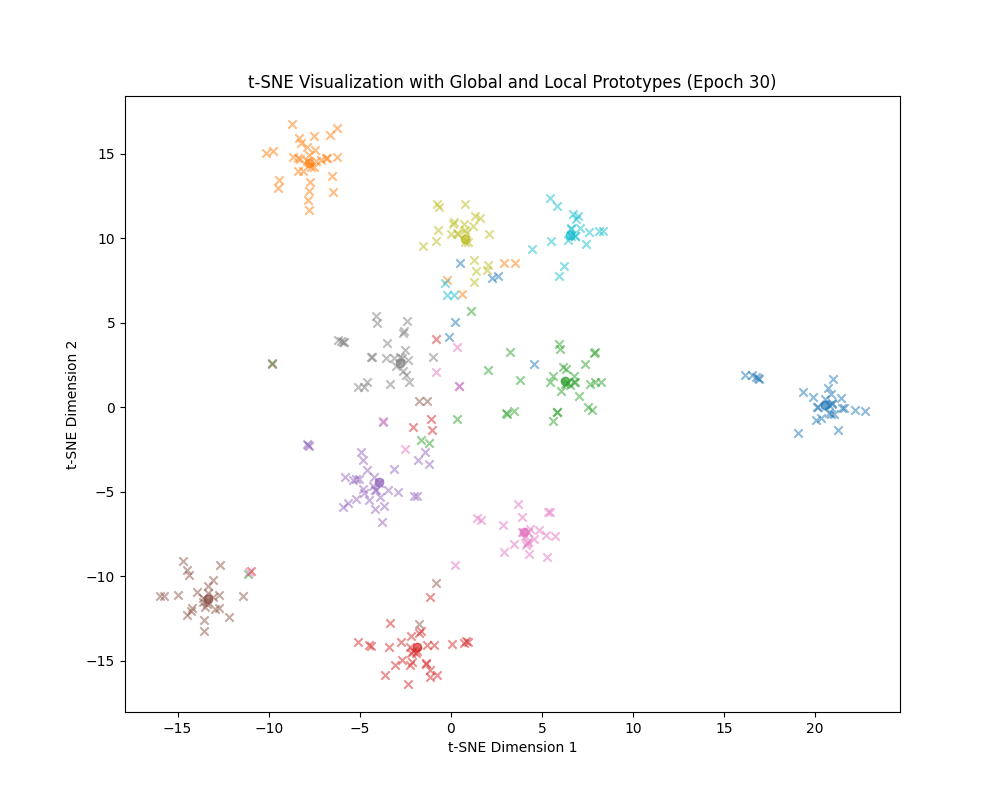 t-SNE Visualization with Global and Local Prototypes (Epoch 30)
15
10
5
0
−5
−10
−15
t-SNE Dimension 2
−15 −10 −5 0 5 10 15 20
t-SNE Dimension 1